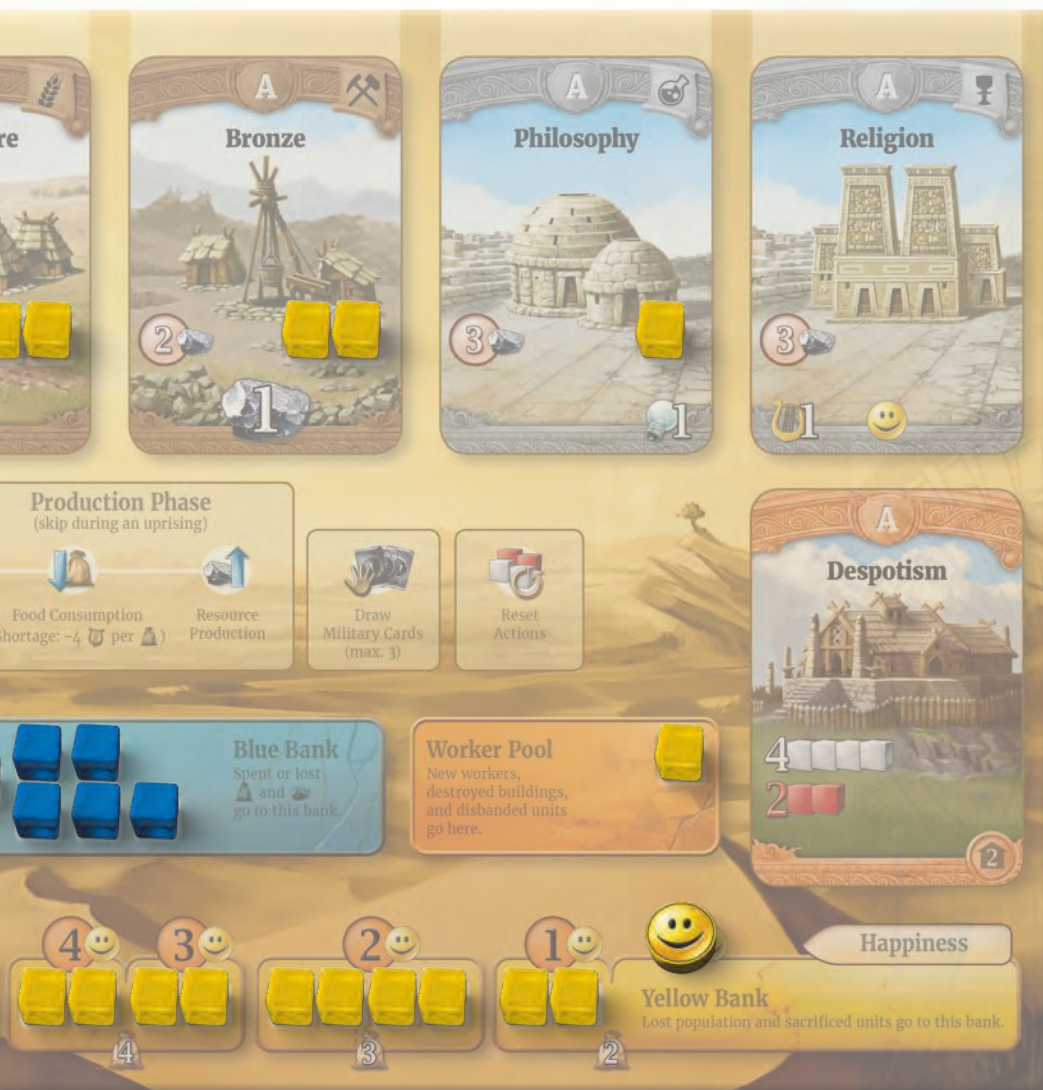 A
A
A
re
Bronze
Philosophy
Religion
2
3
3
1
1
1
Production Phase
(skip during an uprising)
Food Consumption
Shortage: -4 per )
Resource
Production
Draw
Military Cards
(max. 3)
Reset
Actions
A
Despotism
4
2
2
Blue Bank
Spent or lost
and
go to this bank.
Worker Pool
New workers,
destroyed buildings,
and disbanded units
go here.
4
3
2
1
Happiness
Yellow Bank
Lost population and sacrificed units go to this bank.
4
3
2